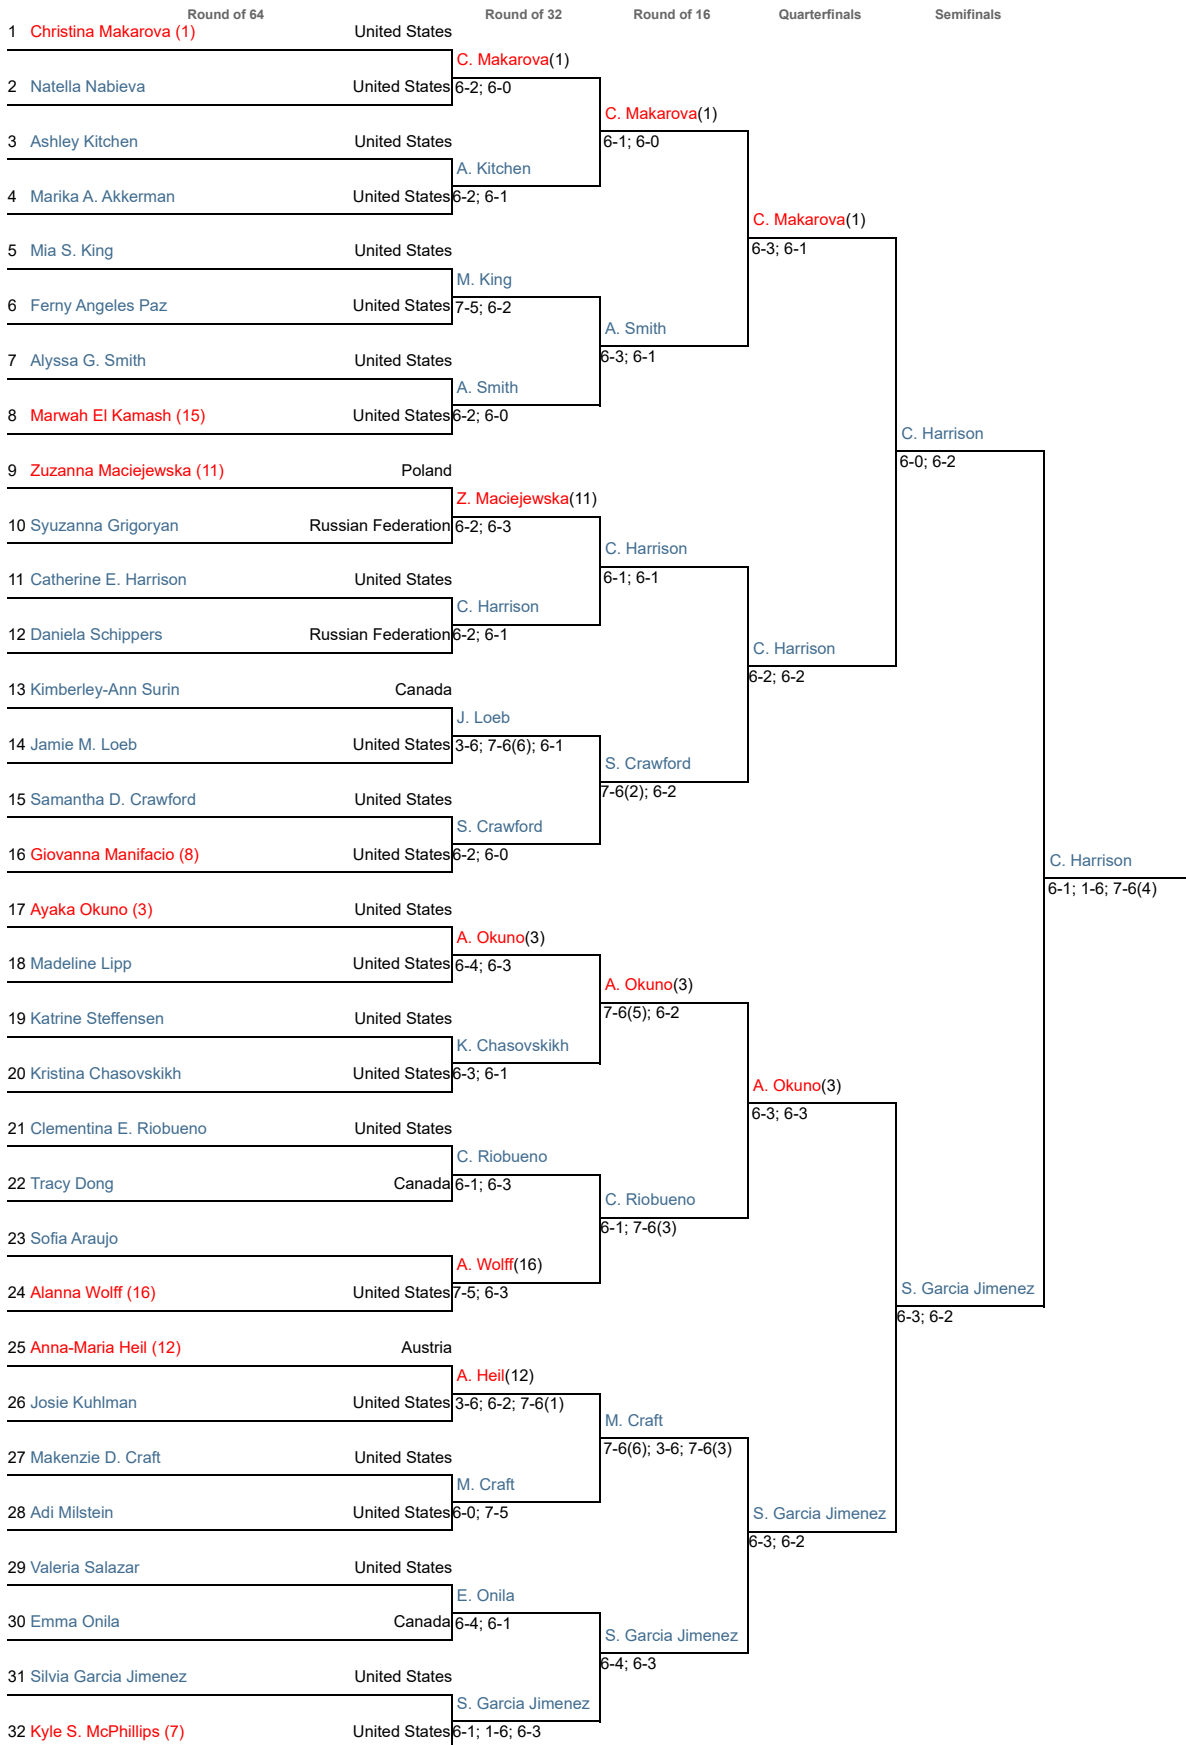 Round of 64 Round of 32 Round of 16 Quarterfinals Semifinals
1 Christina Makarova (1) United States
C. Makarova(1)
2 Natella Nabieva United States 6-2; 6-0
C. Makarova(1)
3 Ashley Kitchen United States 6-1; 6-0
A. Kitchen
4 Marika A. Akkerman United States 6-2; 6-1
C. Makarova(1)
5 Mia S. King United States 6-3; 6-1
M. King
6 Ferny Angeles Paz United States 7-5; 6-2
A. Smith
7 Alyssa G. Smith United States 6-3; 6-1
A. Smith
8 Marwah El Kamash (15) United States 6-2; 6-0
C. Harrison
9 Zuzanna Maciejewska (11) Poland 6-0; 6-2
Z. Maciejewska(11)
10 Syuzanna Grigoryan Russian Federation 6-2; 6-3
C. Harrison
11 Catherine E. Harrison United States 6-1; 6-1
C. Harrison
12 Daniela Schippers Russian Federation 6-2; 6-1
C. Harrison
13 Kimberley-Ann Surin Canada 6-2; 6-2
J. Loeb
14 Jamie M. Loeb United States 3-6; 7-6(6); 6-1
S. Crawford
15 Samantha D. Crawford United States 7-6(2); 6-2
S. Crawford
16 Giovanna Manifacio (8) United States 6-2; 6-0
C. Harrison
6-1; 1-6; 7-6(4)
17 Ayaka Okuno (3) United States
A. Okuno(3)
18 Madeline Lipp United States 6-4; 6-3
A. Okuno(3)
19 Katrine Steffensen United States 7-6(5); 6-2
K. Chasovskikh
20 Kristina Chasovskikh United States 6-3; 6-1
A. Okuno(3)
21 Clementina E. Riobueno United States 6-3; 6-3
C. Riobueno
22 Tracy Dong Canada 6-1; 6-3
C. Riobueno
23 Sofia Araujo 6-1; 7-6(3)
A. Wolff(16)
24 Alanna Wolff (16) United States 7-5; 6-3
S. Garcia Jimenez
6-3; 6-2
25 Anna-Maria Heil (12) Austria
A. Heil(12)
26 Josie Kuhlman United States 3-6; 6-2; 7-6(1)
M. Craft
27 Makenzie D. Craft United States 7-6(6); 3-6; 7-6(3)
M. Craft
28 Adi Milstein United States 6-0; 7-5
S. Garcia Jimenez
6-3; 6-2
29 Valeria Salazar United States
E. Onila
30 Emma Onila Canada 6-4; 6-1
S. Garcia Jimenez
6-4; 6-3
31 Silvia Garcia Jimenez United States
S. Garcia Jimenez
32 Kyle S. McPhillips (7) United States 6-1; 1-6; 6-3